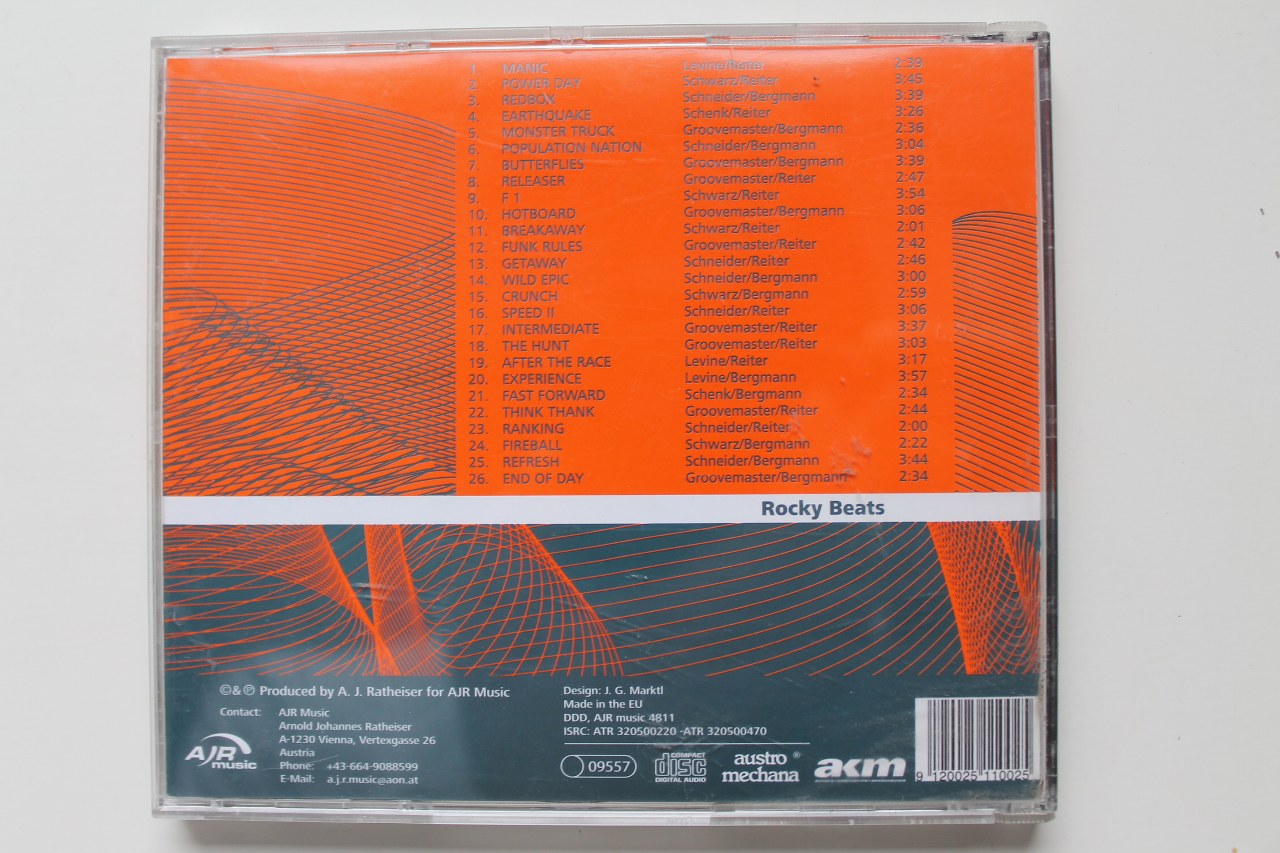 1. MANIC Levine/Reiter 2:39
2. POWER DAY Schwarz/Reiter 3:45
3. REDBOX Schneider/Bergmann 3:39
4. EARTHQUAKE Schenk/Reiter 3:26
5. MONSTER TRUCK Groovemaster/Bergmann 2:36
6. POPULATION NATION Schneider/Bergmann 3:04
7. BUTTERFLIES Groovemaster/Bergmann 3:39
8. RELEASER Groovemaster/Reiter 2:47
9. F 1 Schwarz/Reiter 3:54
10. HOTBOARD Groovemaster/Bergmann 3:06
11. BREAKAWAY Schwarz/Reiter 2:01
12. FUNK RULES Groovemaster/Reiter 2:42
13. GETAWAY Schneider/Reiter 2:46
14. WILD EPIC Schneider/Bergmann 3:00
15. CRUNCH Schwarz/Bergmann 2:59
16. SPEED II Schneider/Reiter 3:06
17. INTERMEDIATE Groovemaster/Reiter 3:37
18. THE HUNT Groovemaster/Reiter 3:03
19. AFTER THE RACE Levine/Reiter 3:17
20. EXPERIENCE Levine/Bergmann 3:57
21. FAST FORWARD Schenk/Bergmann 2:34
22. THINK THANK Groovemaster/Reiter 2:44
23. RANKING Schneider/Reiter 2:00
24. FIREBALL Schwarz/Bergmann 2:22
25. REFRESH Schneider/Bergmann 3:44
26. END OF DAY Groovemaster/Bergmann 2:34
Rocky Beats
©&℗ Produced by A. J. Ratheiser for AJR Music
Contact: AJR Music
Arnold Johannes Ratheiser
A-1230 Vienna, Vertexgasse 26
Austria
Phone: +43-664-9088599
E-Mail: a.j.r.music@aon.at
AJR music
Design: J. G. Marktl
Made in the EU
DDD, AJR music 4811
ISRC: ATR 320500220 -ATR 320500470
09557
COMPACT disc DIGITAL AUDIO
austro mechana ®
akm
9 120025 110025